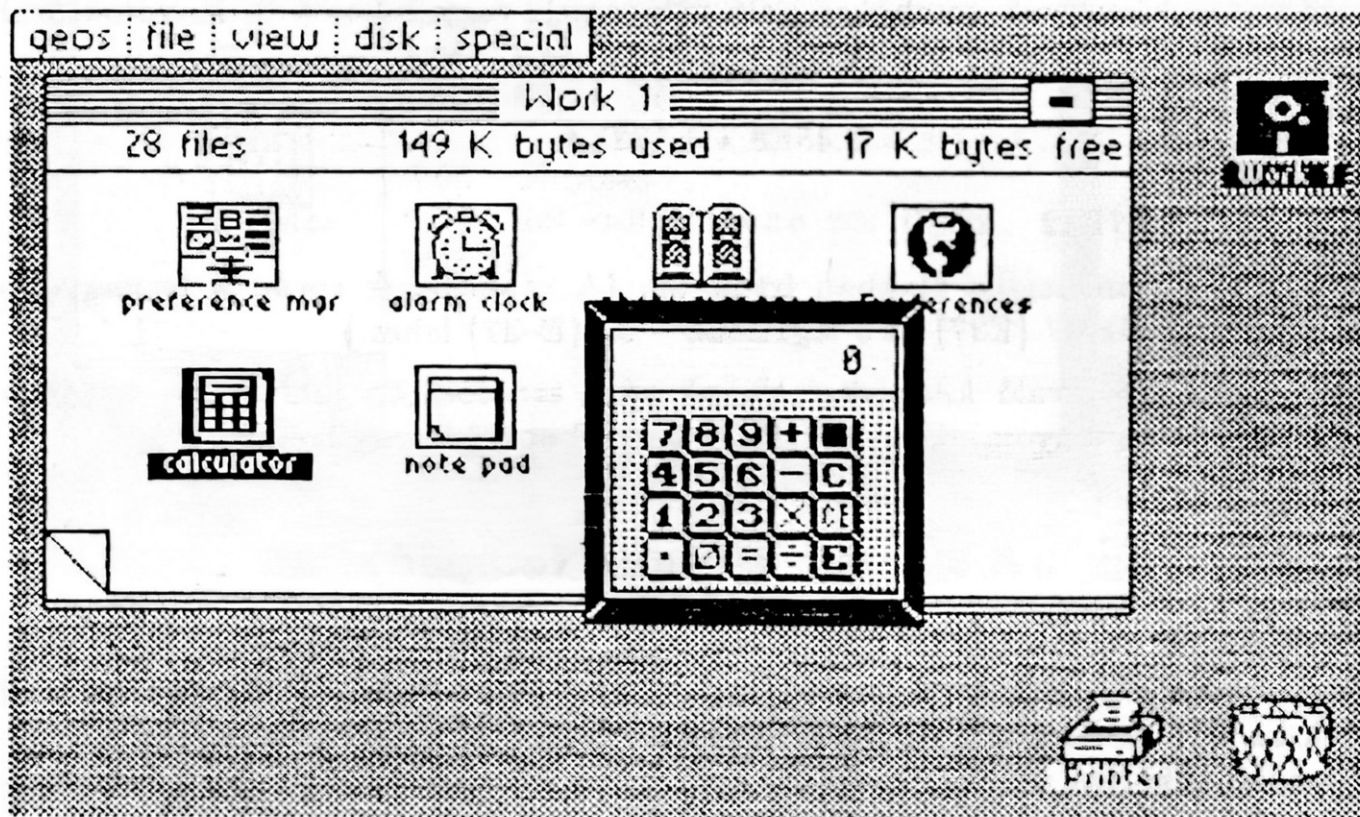 geos file view disk special
Work 1
28 files 149 K bytes used 17 K bytes free
Work 1
preference mgr alarm clock erences
0
7 8 9 +
4 5 6 - C
1 2 3 X CE
. 0 = ÷ E
calculator note pad
Printer